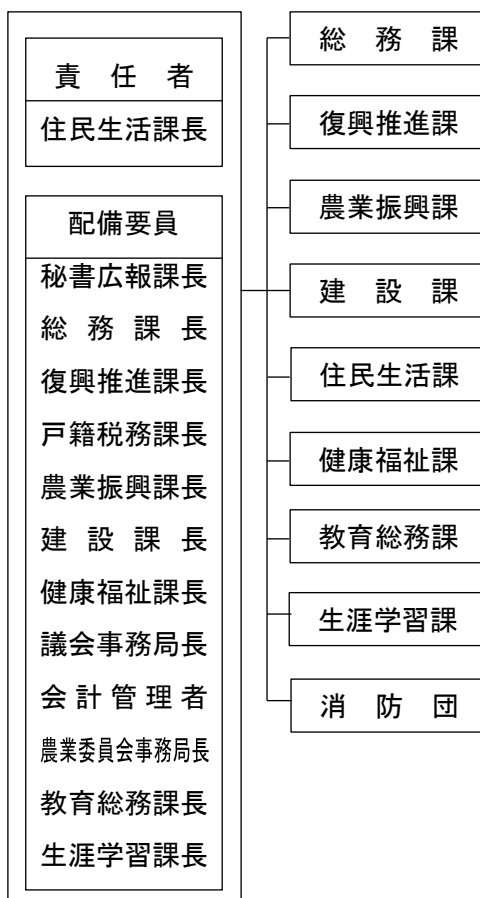 責任者
住民生活課長
配備要員
秘書広報課長
総務課長
復興推進課長
戸籍税務課長
農業振興課長
建設課長
健康福祉課長
議会事務局長
会計管理者
農業委員会事務局長
教育総務課長
生涯学習課長
総務課
復興推進課
農業振興課
建設課
住民生活課
健康福祉課
教育総務課
生涯学習課
消防団